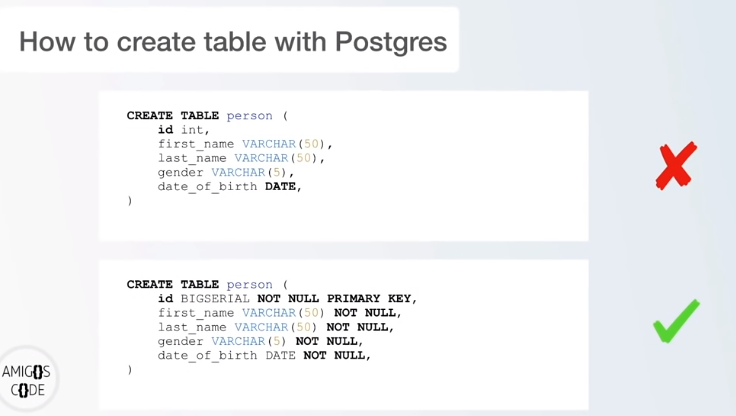 How to create table with Postgres
CREATE TABLE person (
id int,
first_name VARCHAR(50),
last_name VARCHAR(50),
gender VARCHAR(5),
date_of_birth DATE,
)
CREATE TABLE person (
id BIGSERIAL NOT NULL PRIMARY KEY,
first_name VARCHAR(50) NOT NULL,
last_name VARCHAR(50) NOT NULL,
gender VARCHAR(5) NOT NULL,
date_of_birth DATE NOT NULL,
)
AMIG{}S
C{}DE